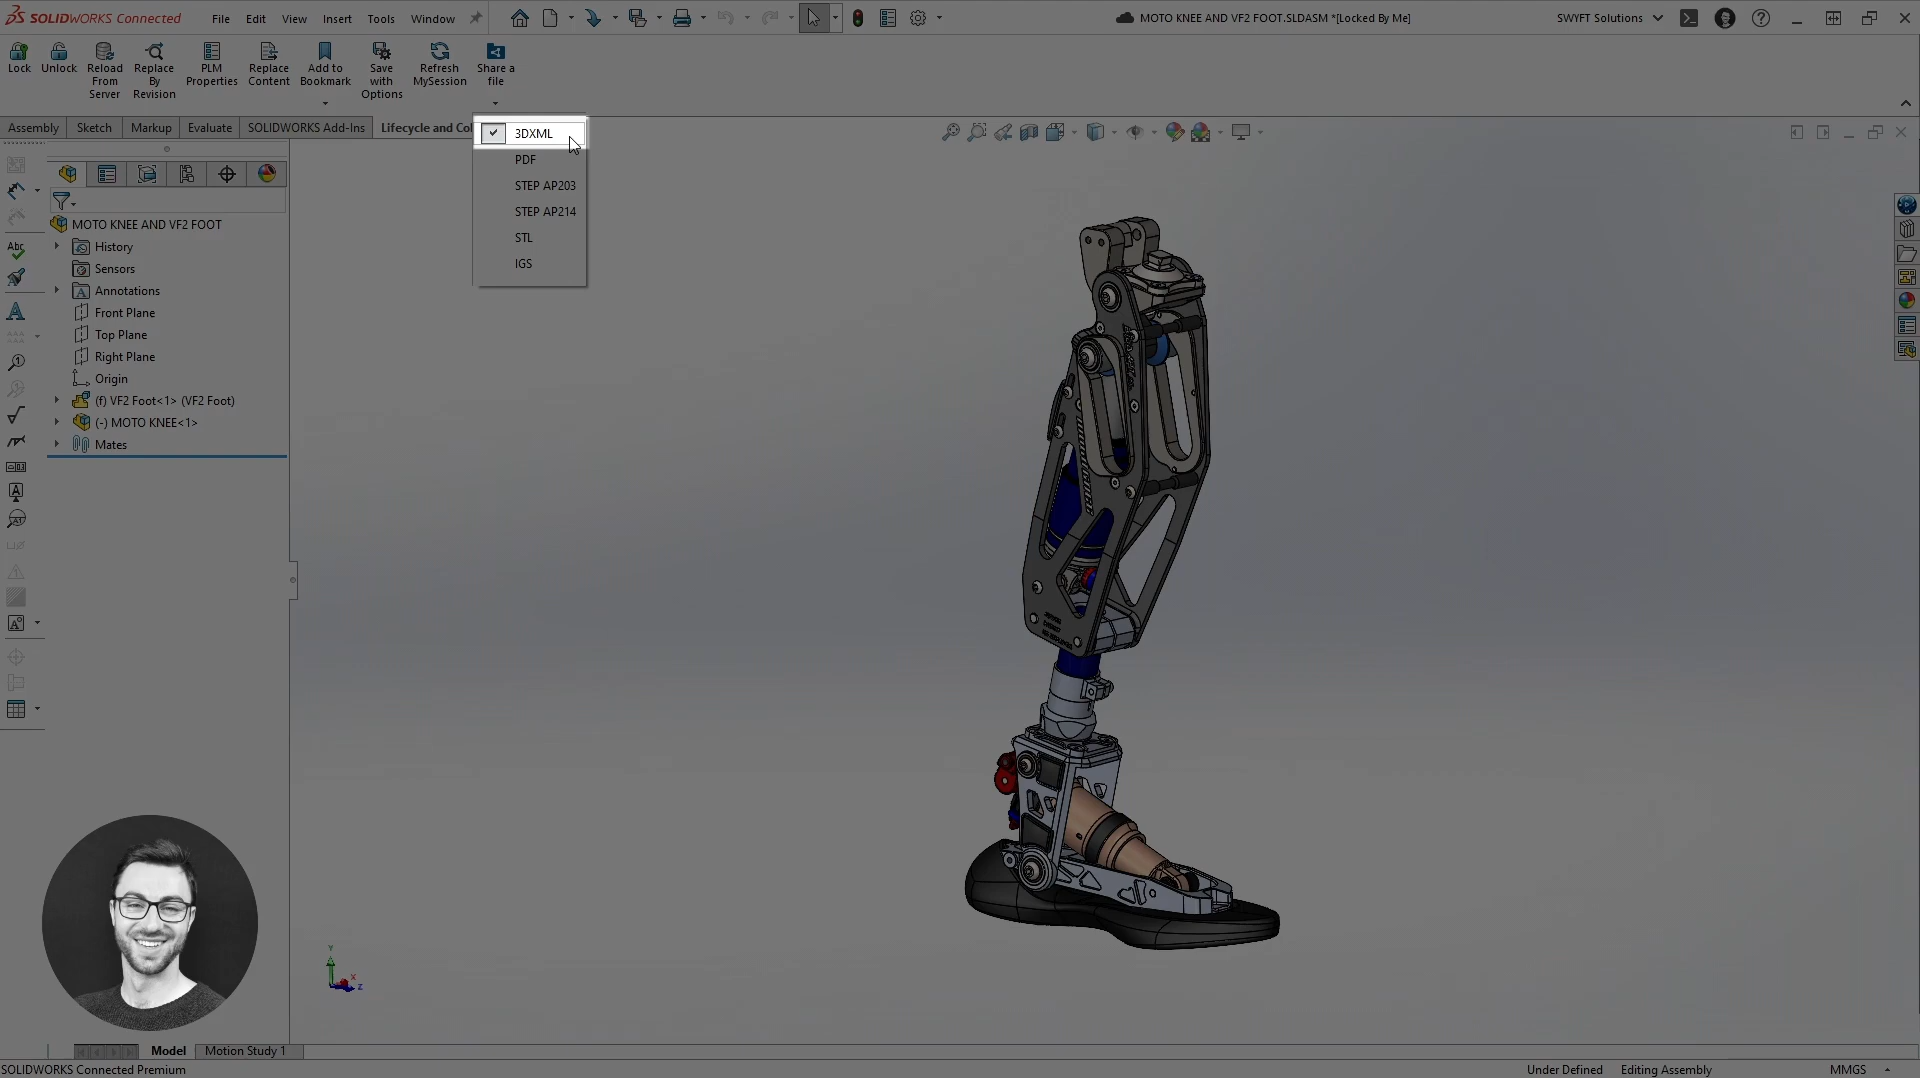 SOLIDWORKS Connected
File Edit View Insert Tools Window
MOTO KNEE AND VF2 FOOT.SLDASM *[Locked By Me]
SWYFT Solutions
Lock
Unlock
Reload From Server
Replace By Revision
PLM Properties
Replace Content
Add to Bookmark
Save with Options
Refresh MySession
Share a file
Assembly Sketch Markup Evaluate SOLIDWORKS Add-Ins Lifecycle and Col
3DXML
PDF
STEP AP203
STEP AP214
STL
IGS
MOTO KNEE AND VF2 FOOT
History
Sensors
Annotations
Front Plane
Top Plane
Right Plane
Origin
(f) VF2 Foot<1> (VF2 Foot)
(-) MOTO KNEE<1>
Mates
Abc
Y
X
Z
Model Motion Study 1
SOLIDWORKS Connected Premium
Under Defined Editing Assembly MMGS